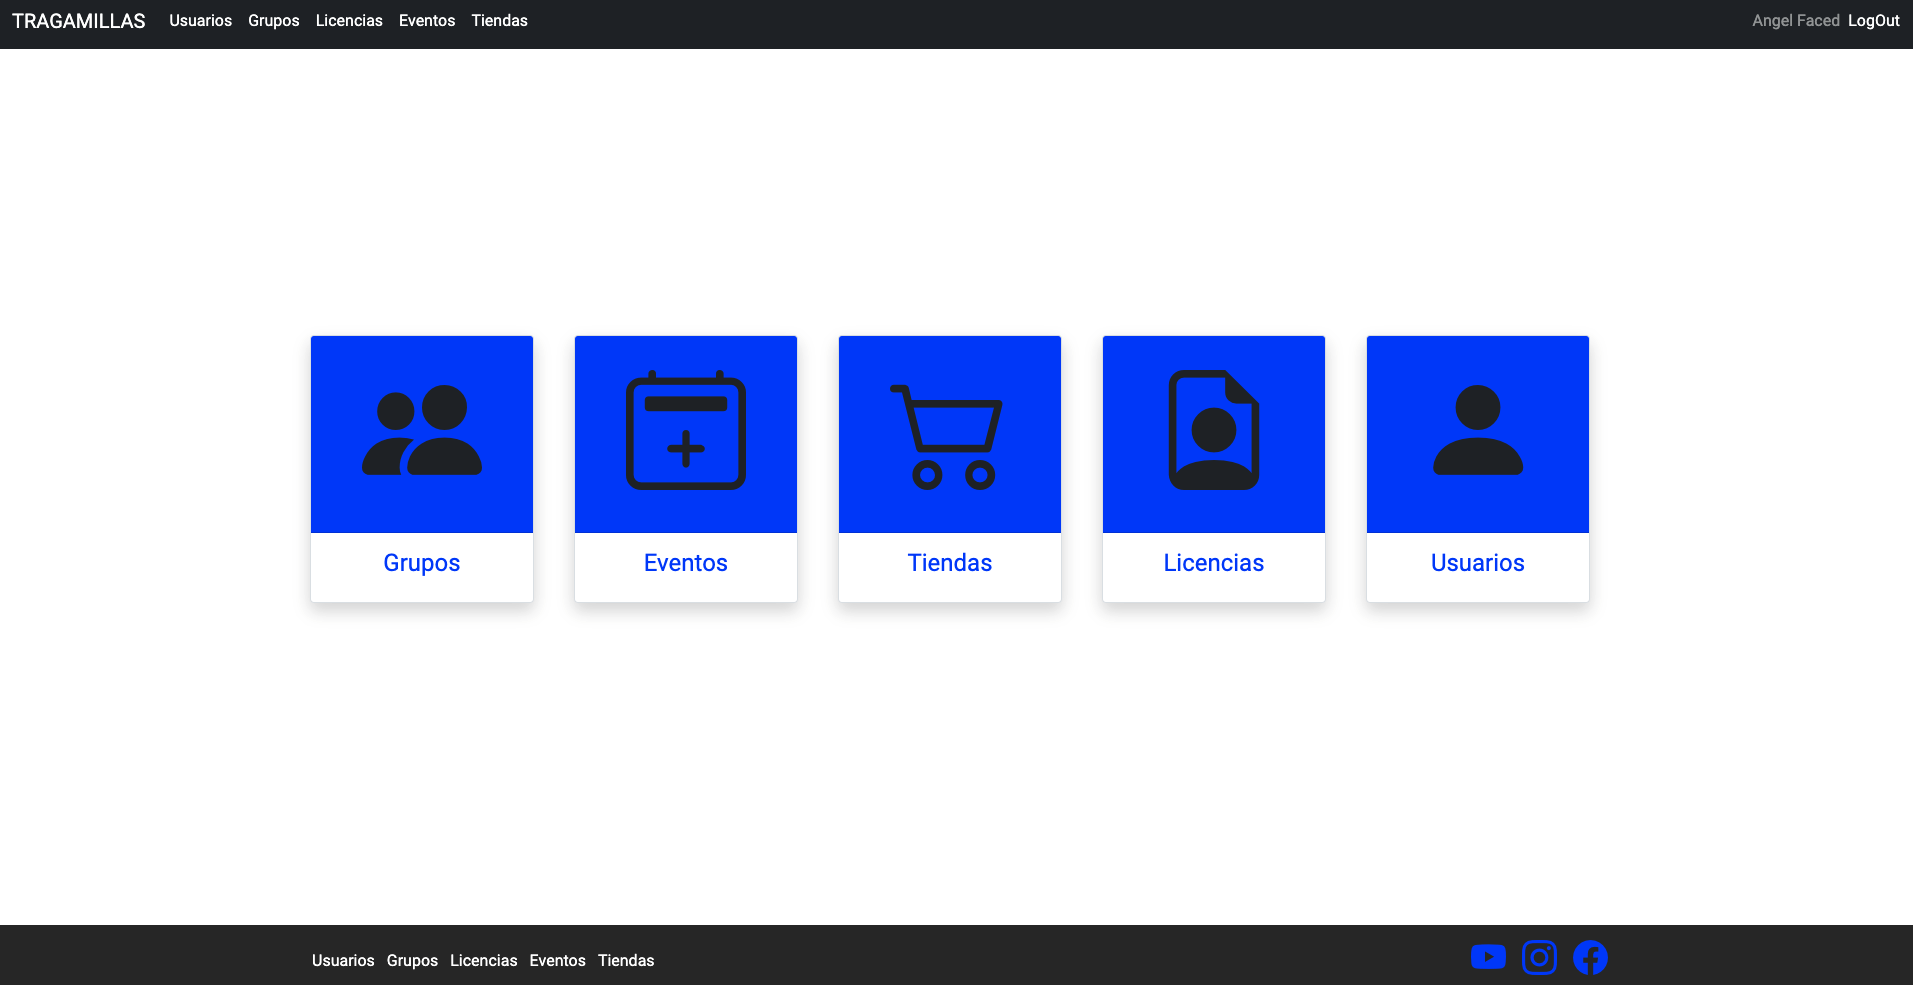 TRAGAMILLAS Usuarios Grupos Licencias Eventos Tiendas Angel Faced LogOut
Grupos Eventos Tiendas Licencias Usuarios
Usuarios Grupos Licencias Eventos Tiendas